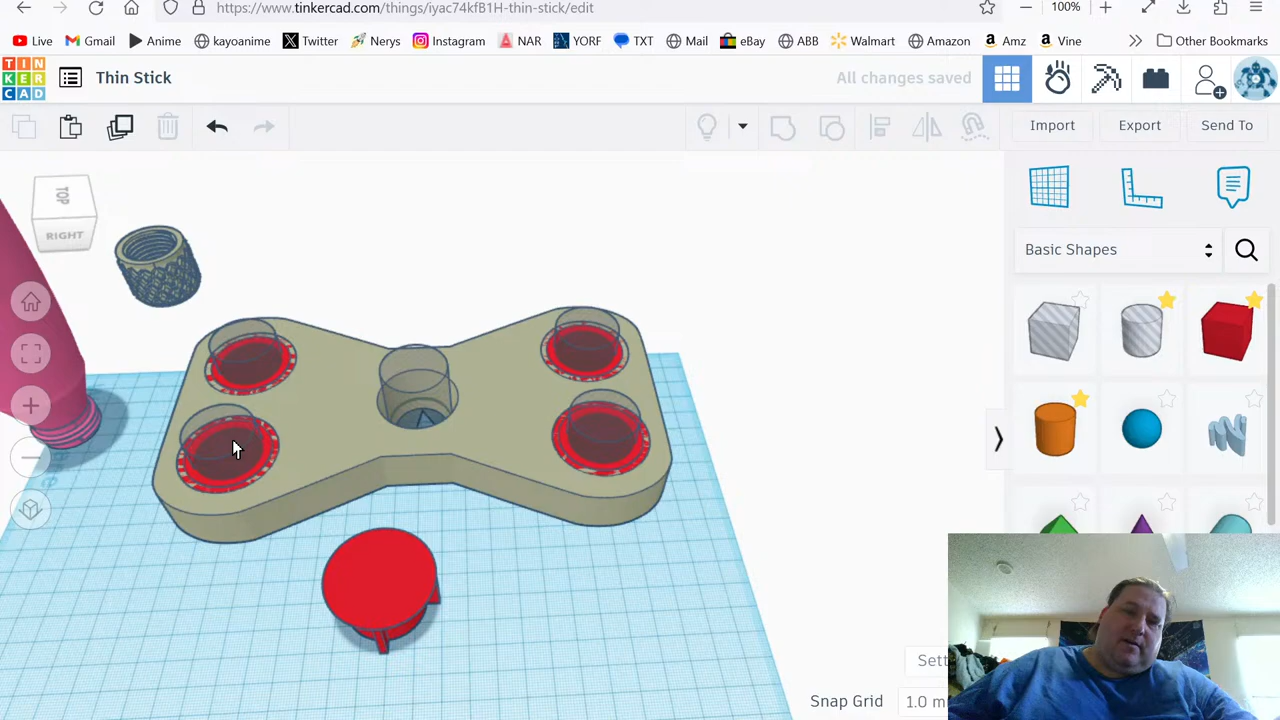 https://www.tinkercad.com/things/iyac74kfB1H-thin-stick/edit
100%
Live Gmail Anime kayoanime Twitter Nerys Instagram NAR YORF TXT Mail eBay ABB Walmart Amazon Amz Vine Other Bookmarks
TIN
KER
CAD
Thin Stick
All changes saved
Import Export Send To
TOP
RIGHT
Basic Shapes
Sett
Snap Grid 1.0 m